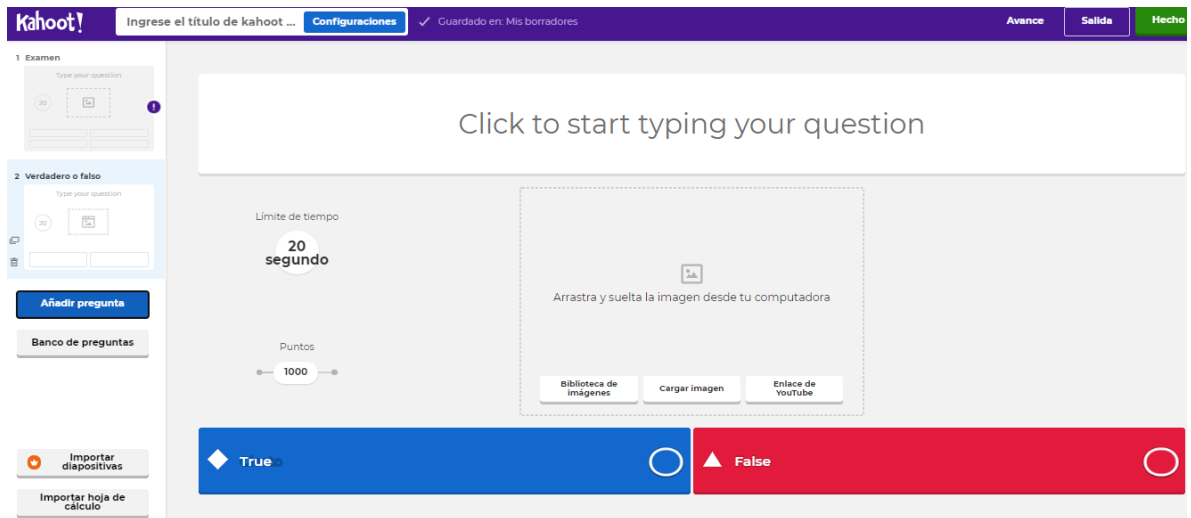 Kahoot!
Ingrese el título de kahoot ...
Configuraciones
Guardado en: Mis borradores
Avance
Salida
Hecho
1 Examen
Type your question
20
Click to start typing your question
2 Verdadero o falso
Type your question
20
Límite de tiempo
20
segundo
Arrastra y suelta la imagen desde tu computadora
Añadir pregunta
Banco de preguntas
Puntos
1000
Biblioteca de
imágenes
Cargar imagen
Enlace de
YouTube
True
False
Importar
diapositivas
Importar hoja de
cálculo